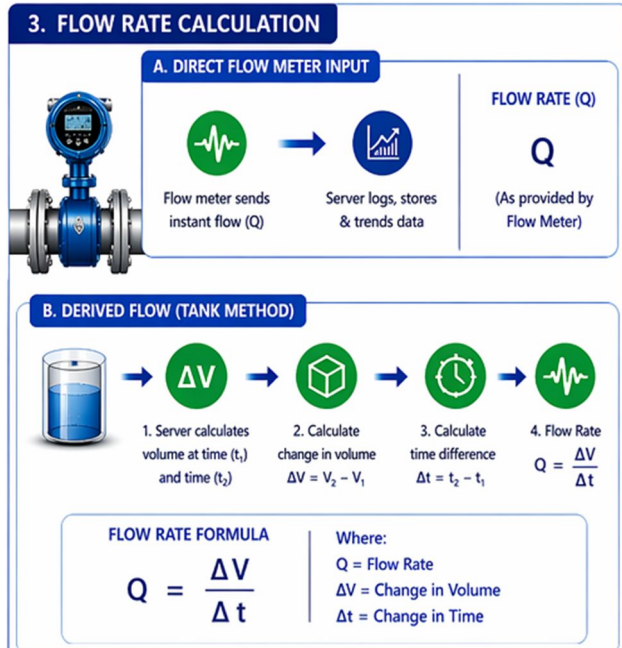 3. FLOW RATE CALCULATION
A. DIRECT FLOW METER INPUT
Flow meter sends
instant flow (Q)
Server logs, stores
& trends data
FLOW RATE (Q)
Q
(As provided by
Flow Meter)
B. DERIVED FLOW (TANK METHOD)
ΔV
1. Server calculates
volume at time (t₁)
and time (t₂)
2. Calculate
change in volume
ΔV = V₂ – V₁
3. Calculate
time difference
Δt = t₂ – t₁
4. Flow Rate
Q = ΔV / Δt
FLOW RATE FORMULA
Q = ΔV / Δ t
Where:
Q = Flow Rate
ΔV = Change in Volume
Δt = Change in Time